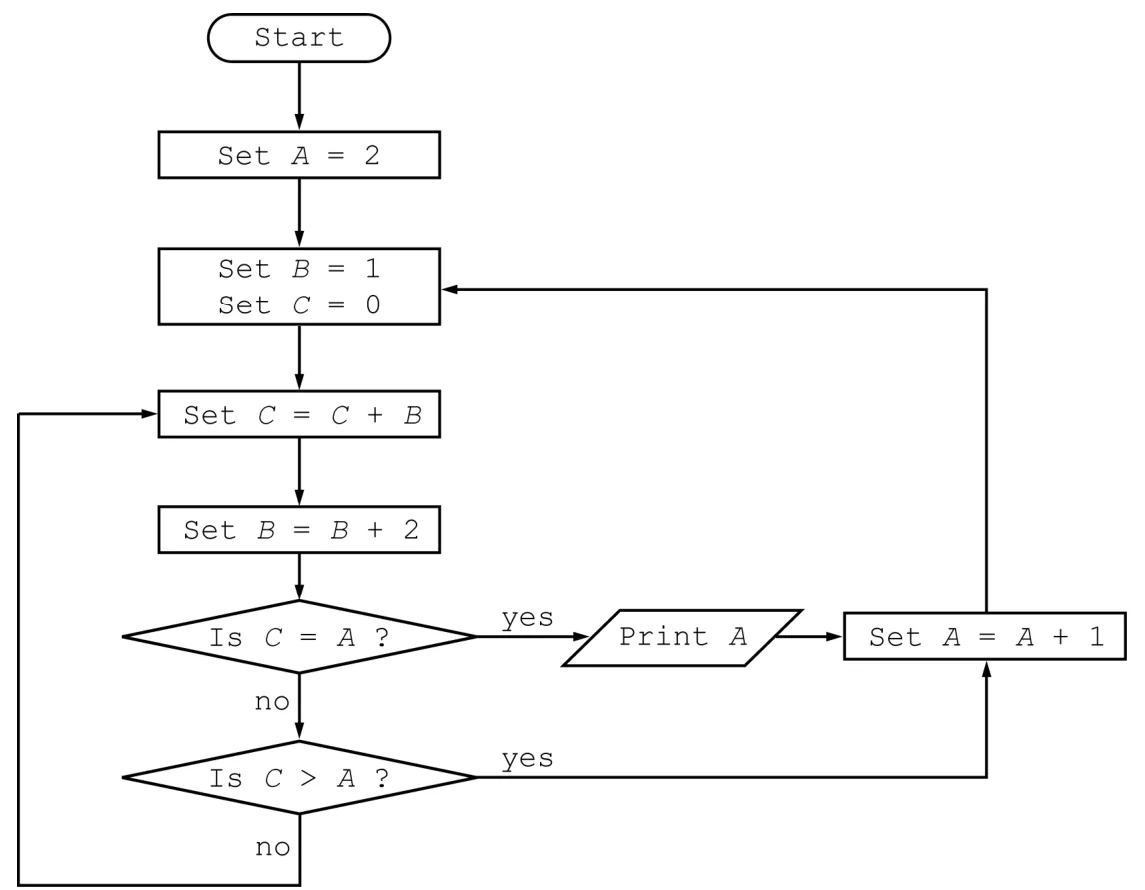 Start
Set A = 2
Set B = 1
Set C = 0
Set C = C + B
Set B = B + 2
Is C = A ?
yes
Print A
Set A = A + 1
no
Is C > A ?
yes
no